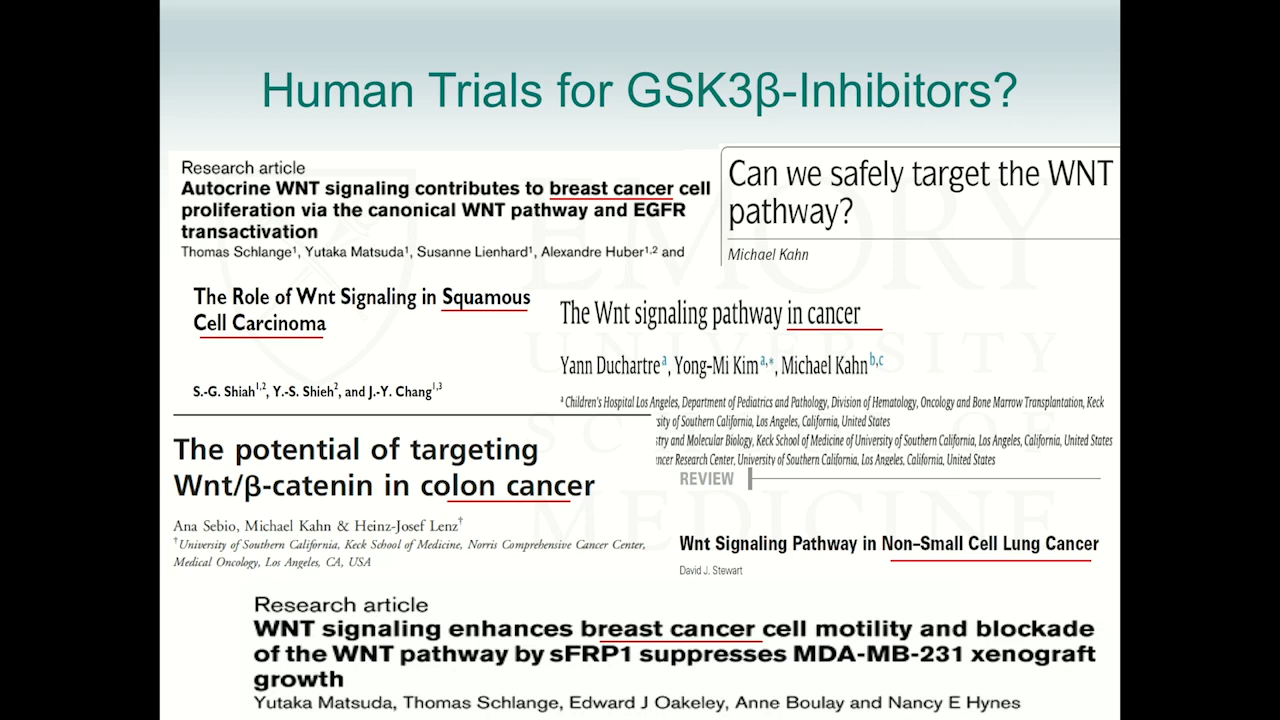 Human Trials for GSK3β-Inhibitors?
Research article
Autocrine WNT signaling contributes to breast cancer cell
proliferation via the canonical WNT pathway and EGFR
transactivation
Thomas Schlange1, Yutaka Matsuda1, Susanne Lienhard1, Alexandre Huber1,2 and
Can we safely target the WNT
pathway?
Michael Kahn
The Role of Wnt Signaling in Squamous
Cell Carcinoma
S.-G. Shiah1,2, Y.-S. Shieh2, and J.-Y. Chang1,3
The Wnt signaling pathway in cancer
Yann Duchartre a, Yong-Mi Kim a,*, Michael Kahn b,c
a Children's Hospital Los Angeles, Department of Pediatrics and Pathology, Division of Hematology, Oncology and Bone Marrow Transplantation, Keck
sity of Southern California, Los Angeles, California, United States
stry and Molecular Biology, Keck School of Medicine of University of Southern California, Los Angeles, California, United States
ncer Research Center, University of Southern California, Los Angeles, California, United States
The potential of targeting
Wnt/β-catenin in colon cancer
Ana Sebio, Michael Kahn & Heinz-Josef Lenz†
†University of Southern California, Keck School of Medicine, Norris Comprehensive Cancer Center,
Medical Oncology, Los Angeles, CA, USA
REVIEW
Wnt Signaling Pathway in Non–Small Cell Lung Cancer
David J. Stewart
Research article
WNT signaling enhances breast cancer cell motility and blockade
of the WNT pathway by sFRP1 suppresses MDA-MB-231 xenograft
growth
Yutaka Matsuda, Thomas Schlange, Edward J Oakeley, Anne Boulay and Nancy E Hynes
EMORY
UNIVERSITY
SC OF
MEDICINE